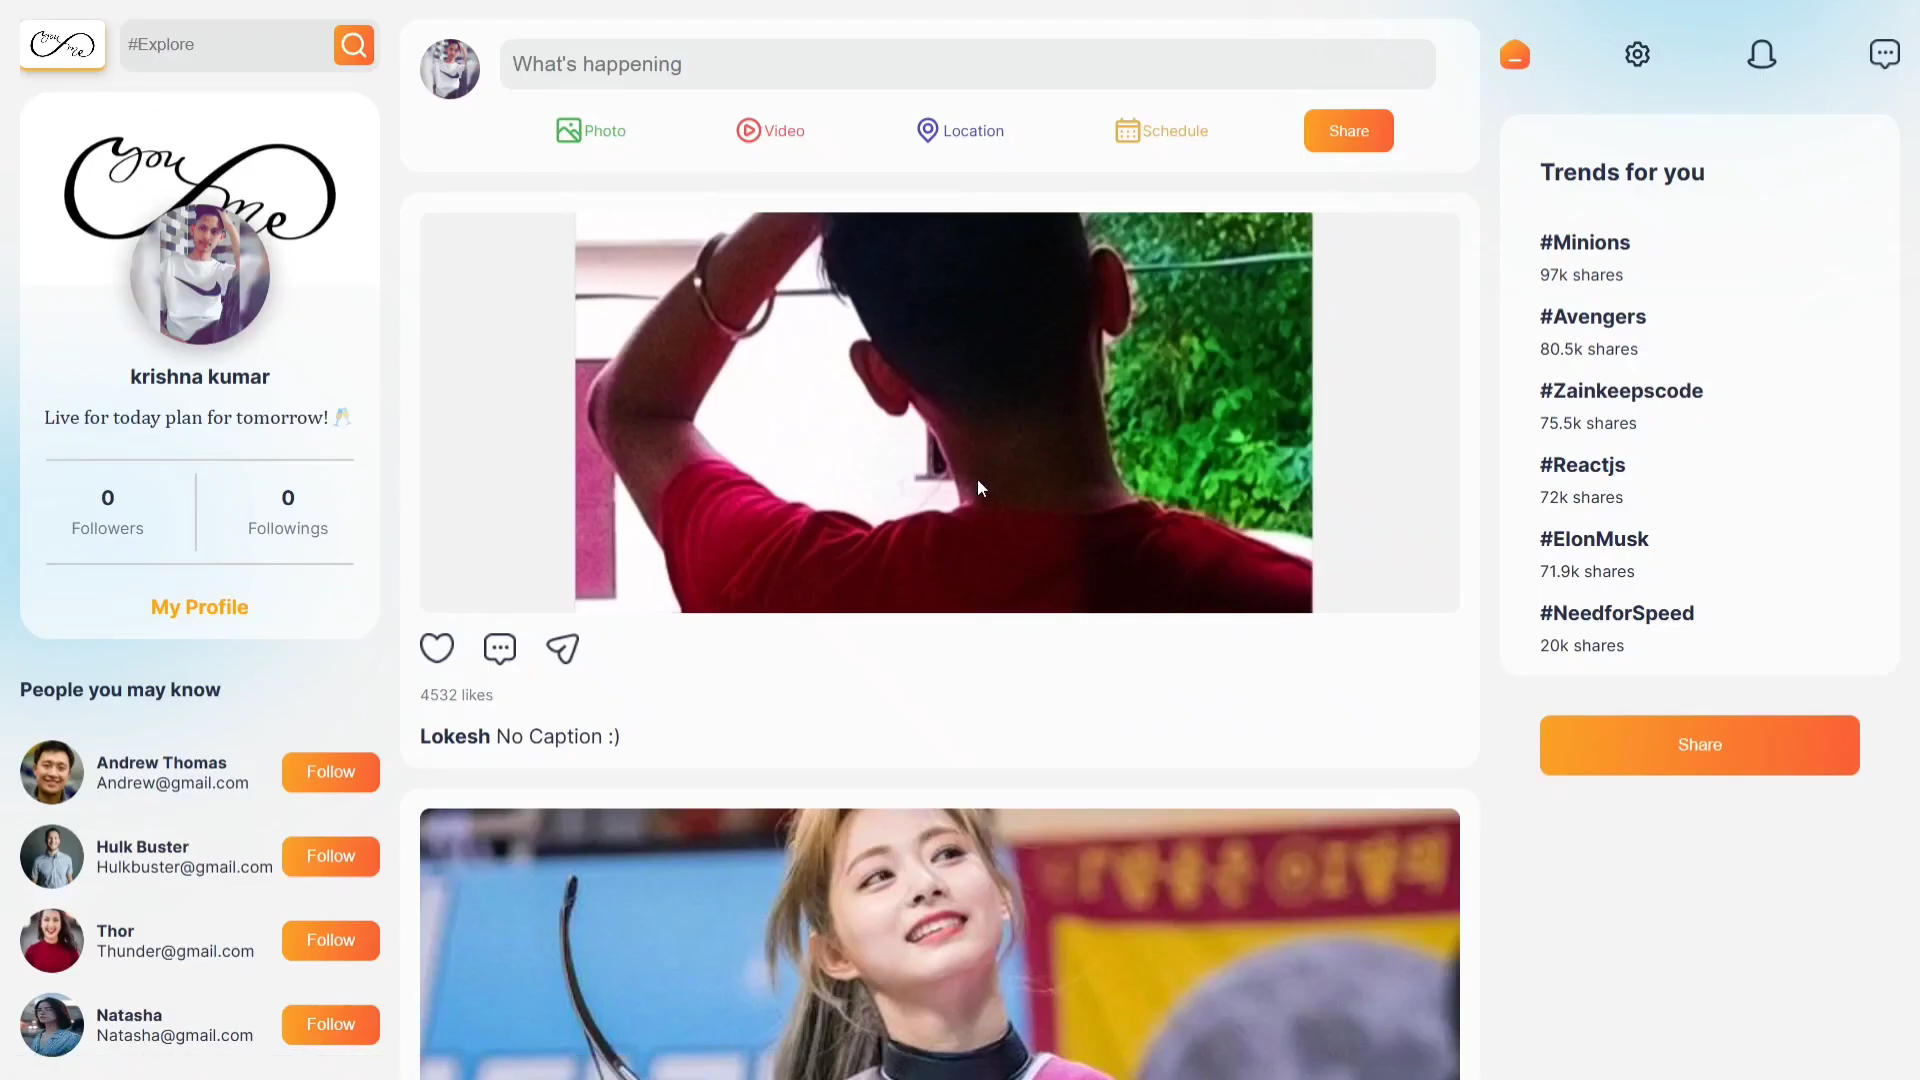 you me
#Explore
you
me
krishna kumar
Live for today plan for tomorrow! 🥂
0
Followers
0
Followings
My Profile
People you may know
Andrew Thomas
Andrew@gmail.com
Follow
Hulk Buster
Hulkbuster@gmail.com
Follow
Thor
Thunder@gmail.com
Follow
Natasha
Natasha@gmail.com
Follow
What's happening
Photo
Video
Location
Schedule
Share
4532 likes
Lokesh No Caption :)
Trends for you
#Minions
97k shares
#Avengers
80.5k shares
#Zainkeepscode
75.5k shares
#Reactjs
72k shares
#ElonMusk
71.9k shares
#NeedforSpeed
20k shares
Share